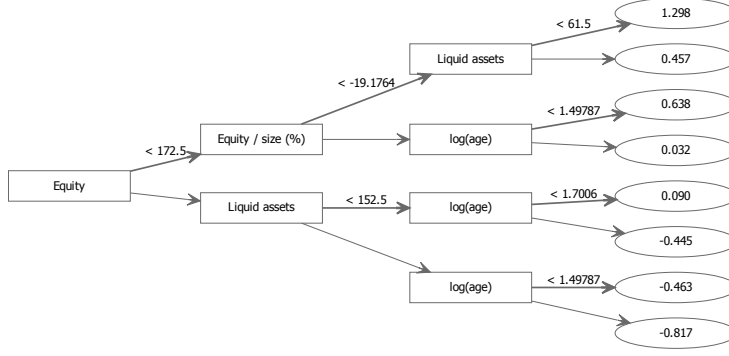 < 61.5
1.298
Liquid assets
0.457
< -19.1764
< 1.49787
0.638
< 172.5
Equity / size (%)
log(age)
0.032
Equity
< 1.7006
0.090
Liquid assets
< 152.5
log(age)
-0.445
< 1.49787
-0.463
log(age)
-0.817